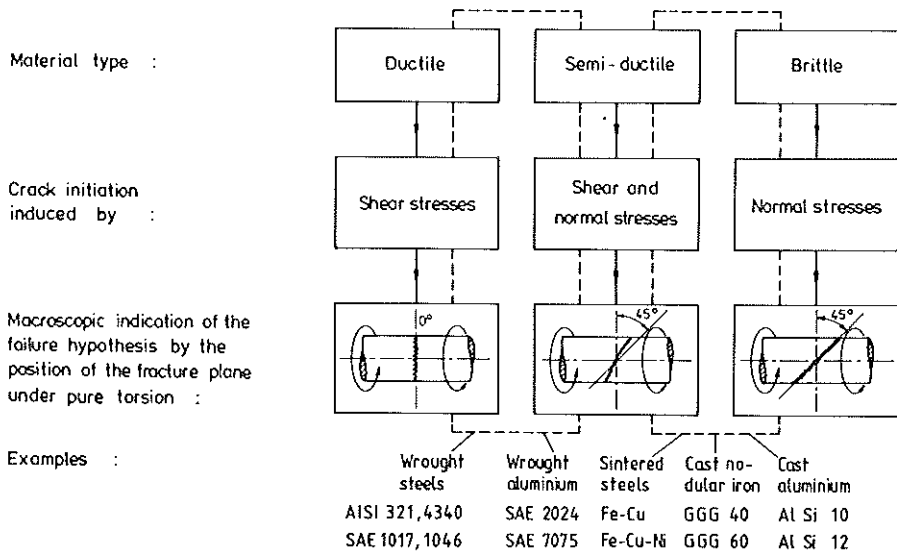 Material type :
Ductile
Semi-ductile
Brittle
Crack initiation
induced by :
Shear stresses
Shear and
normal stresses
Normal stresses
Macroscopic indication of the
failure hypothesis by the
position of the fracture plane
under pure torsion :
0°
45°
45°
Examples :
Wrought steels
Wrought aluminium
Sintered steels
Cast no-
dular iron
Cast aluminium
AISI 321,4340 SAE 2024 Fe-Cu GGG 40 Al Si 10
SAE 1017,1046 SAE 7075 Fe-Cu-Ni GGG 60 Al Si 12